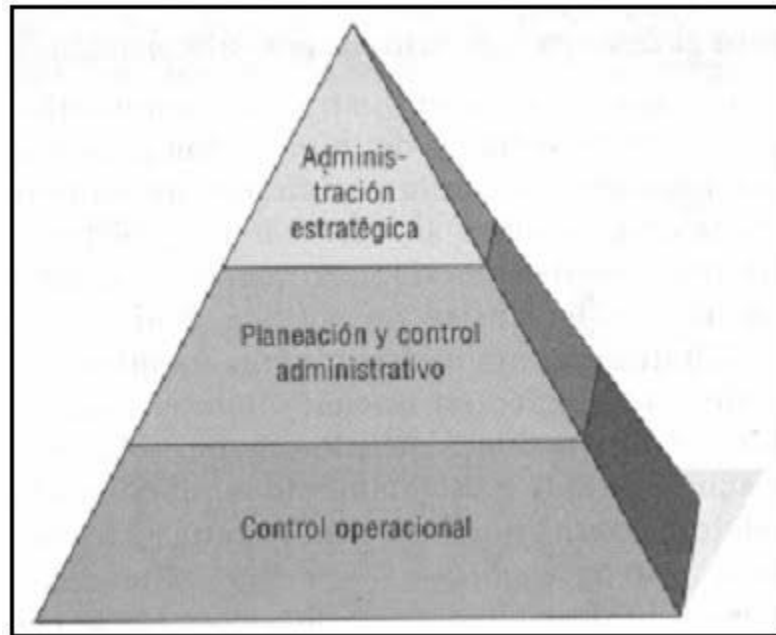 Adminis-
tración
estratégica
Planeación y control
administrativo
Control operacional